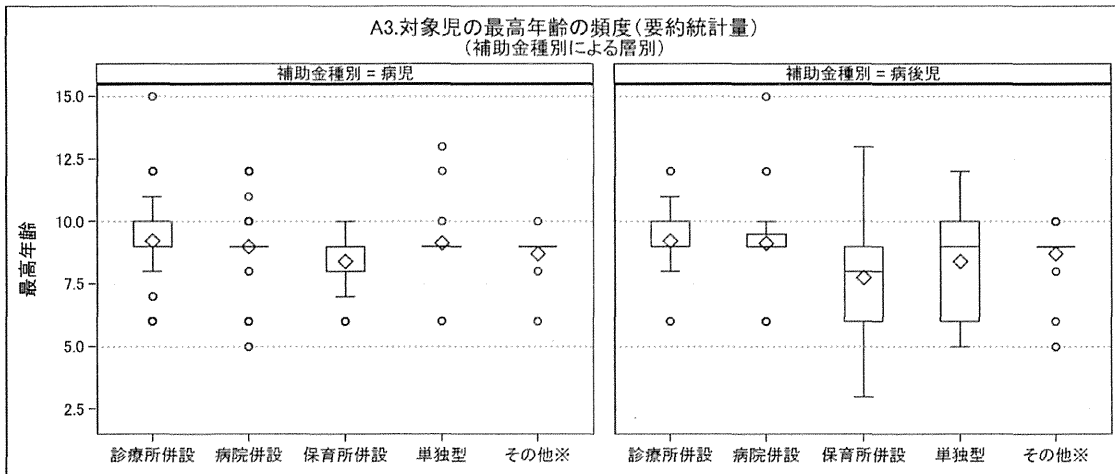 A3.対象児の最高年齢の頻度(要約統計量)
(補助金種別による層別)
補助金種別 = 病児
補助金種別 = 病後児
最高年齢
15.0
12.5
10.0
7.5
5.0
2.5
診療所併設 病院併設 保育所併設 単独型 その他※
診療所併設 病院併設 保育所併設 単独型 その他※